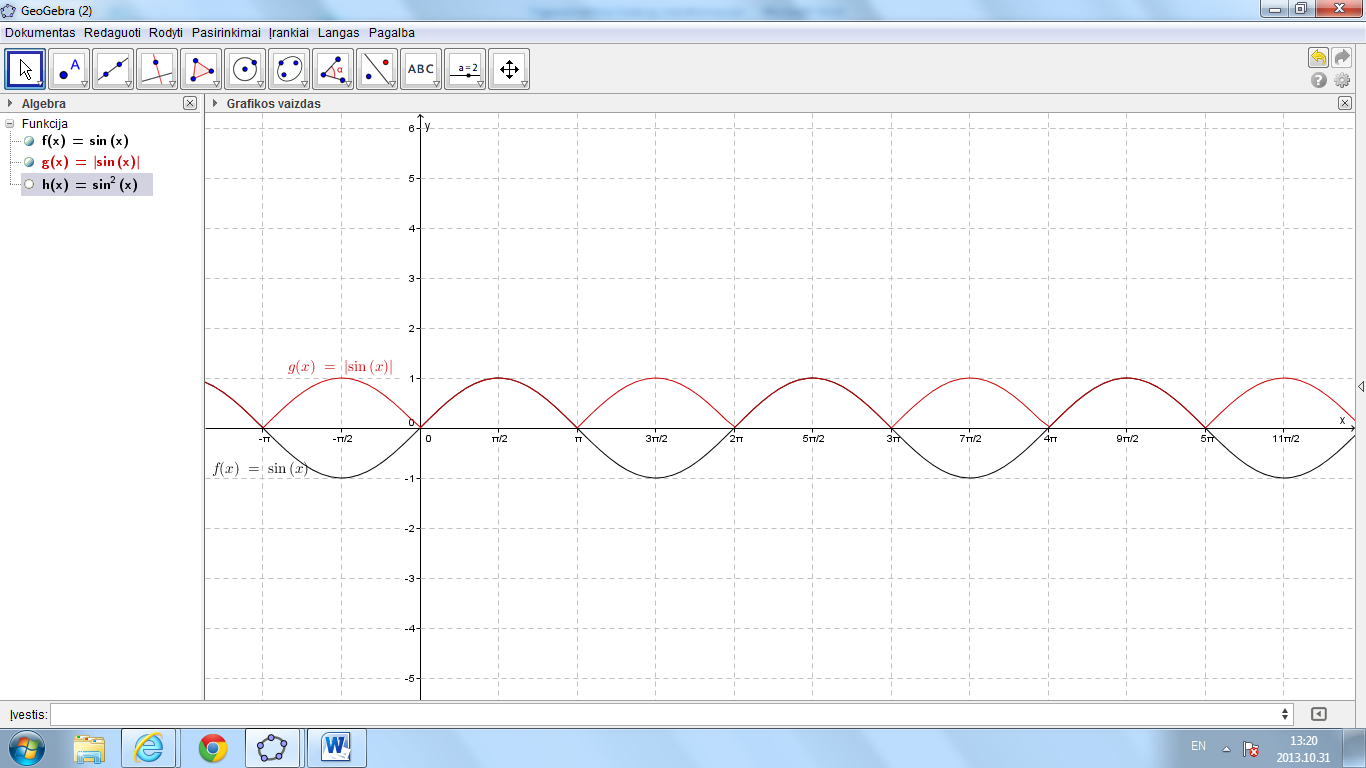 GeoGebra (2)
Dokumentas Redaguoti Rodyti Pasirinkimai Įrankiai Langas Pagalba
A α ABC a = 2
Algebra
Grafikos vaizdas
Funkcija
f(x) = sin (x)
g(x) = |sin (x)|
h(x) = sin² (x)
y
6
5
4
3
2
g(x) = |sin (x)|
1
0
x
-π -π/2 0 π/2 π 3π/2 2π 5π/2 3π 7π/2 4π 9π/2 5π 11π/2
f(x) = sin (x)
-1
-2
-3
-4
-5
Įvestis:
EN
13:20
2013.10.31